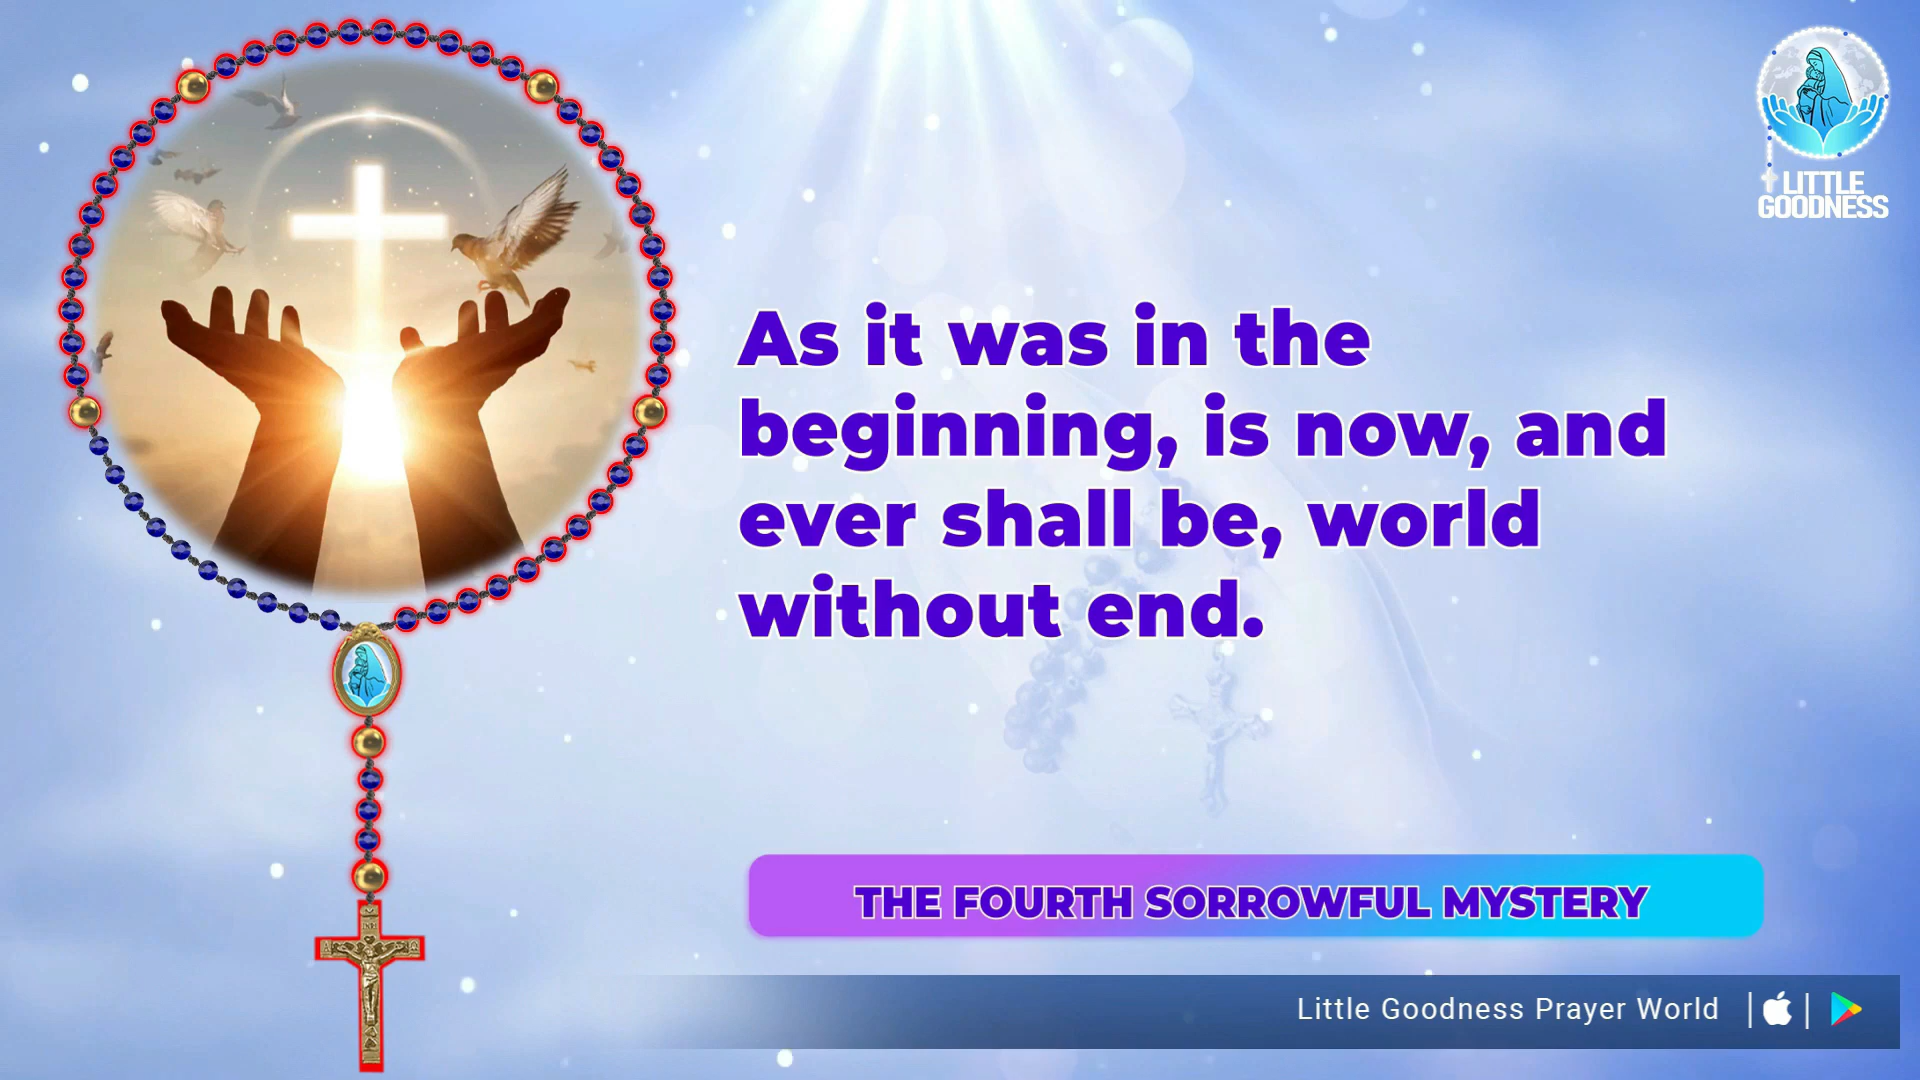 LITTLE
GOODNESS
As it was in the
beginning, is now, and
ever shall be, world
without end.
THE FOURTH SORROWFUL MYSTERY
Little Goodness Prayer World
INRI